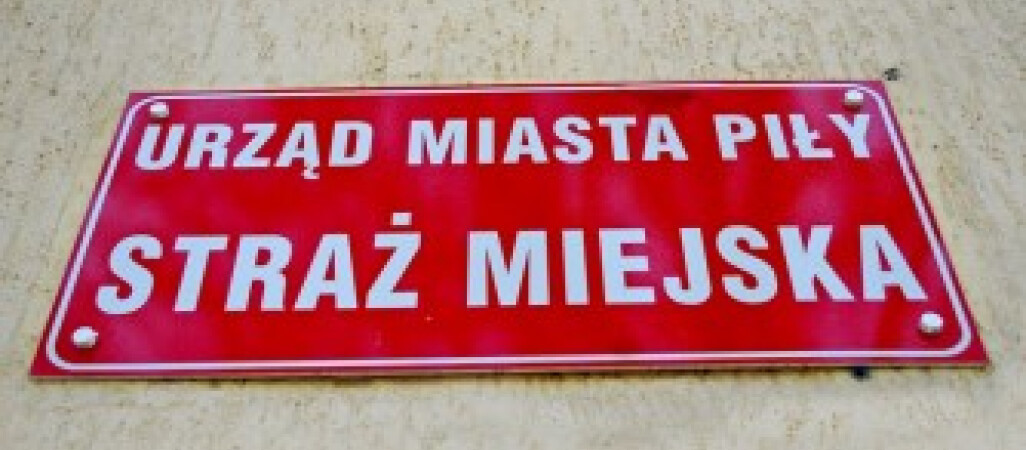 URZĄD MIASTA PIŁY
STRAŻ MIEJSKA